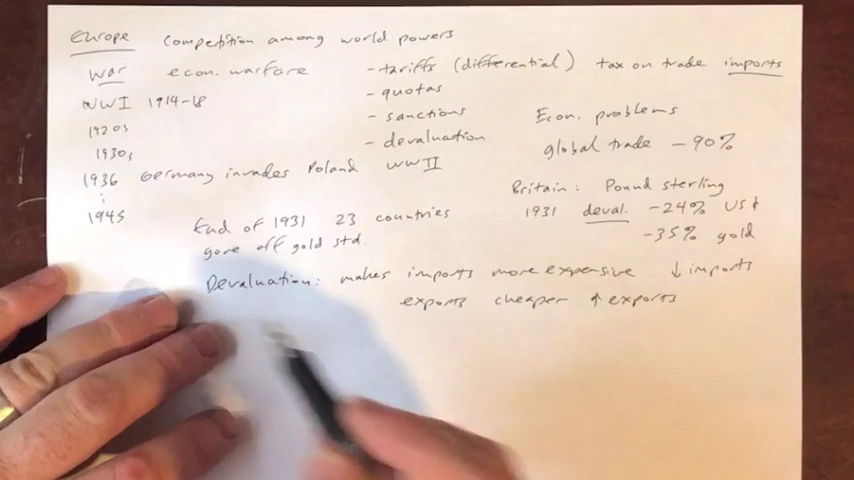 Europe competition among world powers
war econ. warfare
- tariffs (differential) tax on trade imports
- quotas
- sanctions
- devaluation
WWI 1914-18
1920s
1930s
1936 Germany invades Poland WWII
:
1945
Econ. problems
global trade -90%
Britain: Pound sterling
1931 deval. -24% US$
-35% gold
End of 1931 23 countries
gone off gold std.
Devaluation: makes imports more expensive ↓ imports
exports cheaper ↑ exports